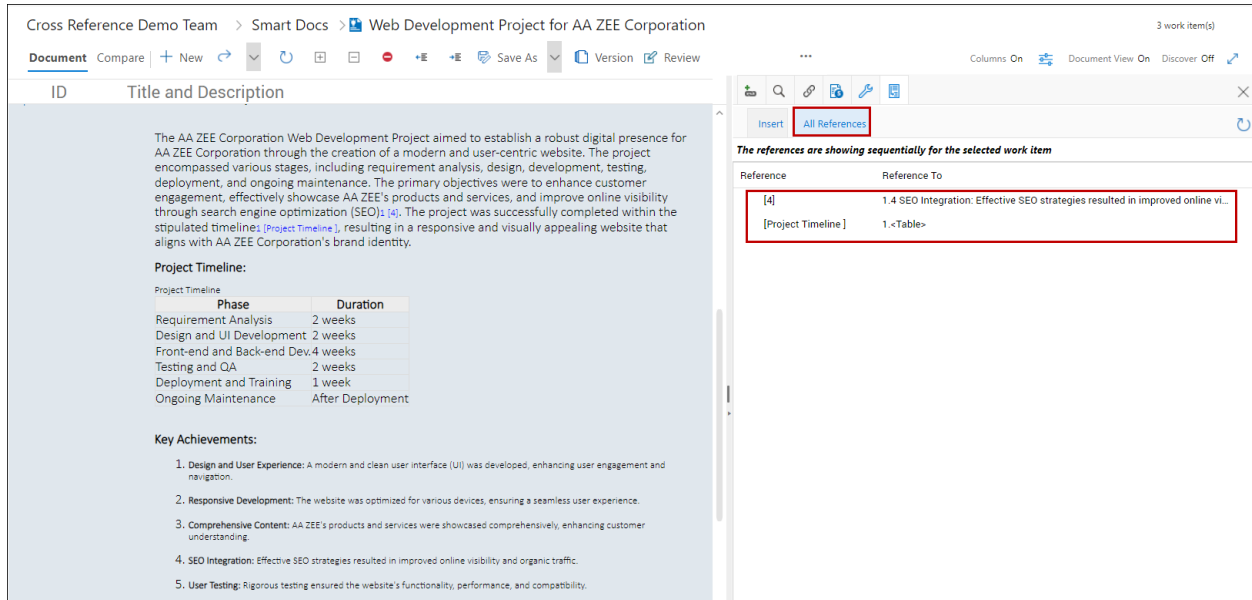 Cross Reference Demo Team > Smart Docs > Web Development Project for AA ZEE Corporation
3 work item(s)
Document Compare + New Save As Version Review ... Columns On Document View On Discover Off
ID Title and Description
The AA ZEE Corporation Web Development Project aimed to establish a robust digital presence for
AA ZEE Corporation through the creation of a modern and user-centric website. The project
encompassed various stages, including requirement analysis, design, development, testing,
deployment, and ongoing maintenance. The primary objectives were to enhance customer
engagement, effectively showcase AA ZEE's products and services, and improve online visibility
through search engine optimization (SEO)1 [4]. The project was successfully completed within the
stipulated timeline1 [Project Timeline ], resulting in a responsive and visually appealing website that
aligns with AA ZEE Corporation's brand identity.
Project Timeline:
Project Timeline
Phase Duration
Requirement Analysis 2 weeks
Design and UI Development 2 weeks
Front-end and Back-end Dev. 4 weeks
Testing and QA 2 weeks
Deployment and Training 1 week
Ongoing Maintenance After Deployment
Key Achievements:
1. Design and User Experience: A modern and clean user interface (UI) was developed, enhancing user engagement and
navigation.
2. Responsive Development: The website was optimized for various devices, ensuring a seamless user experience.
3. Comprehensive Content: AA ZEE's products and services were showcased comprehensively, enhancing customer
understanding.
4. SEO Integration: Effective SEO strategies resulted in improved online visibility and organic traffic.
5. User Testing: Rigorous testing ensured the website's functionality, performance, and compatibility.
Insert All References
The references are showing sequentially for the selected work item
Reference Reference To
[4] 1.4 SEO Integration: Effective SEO strategies resulted in improved online vi...
[Project Timeline ] 1.<Table>